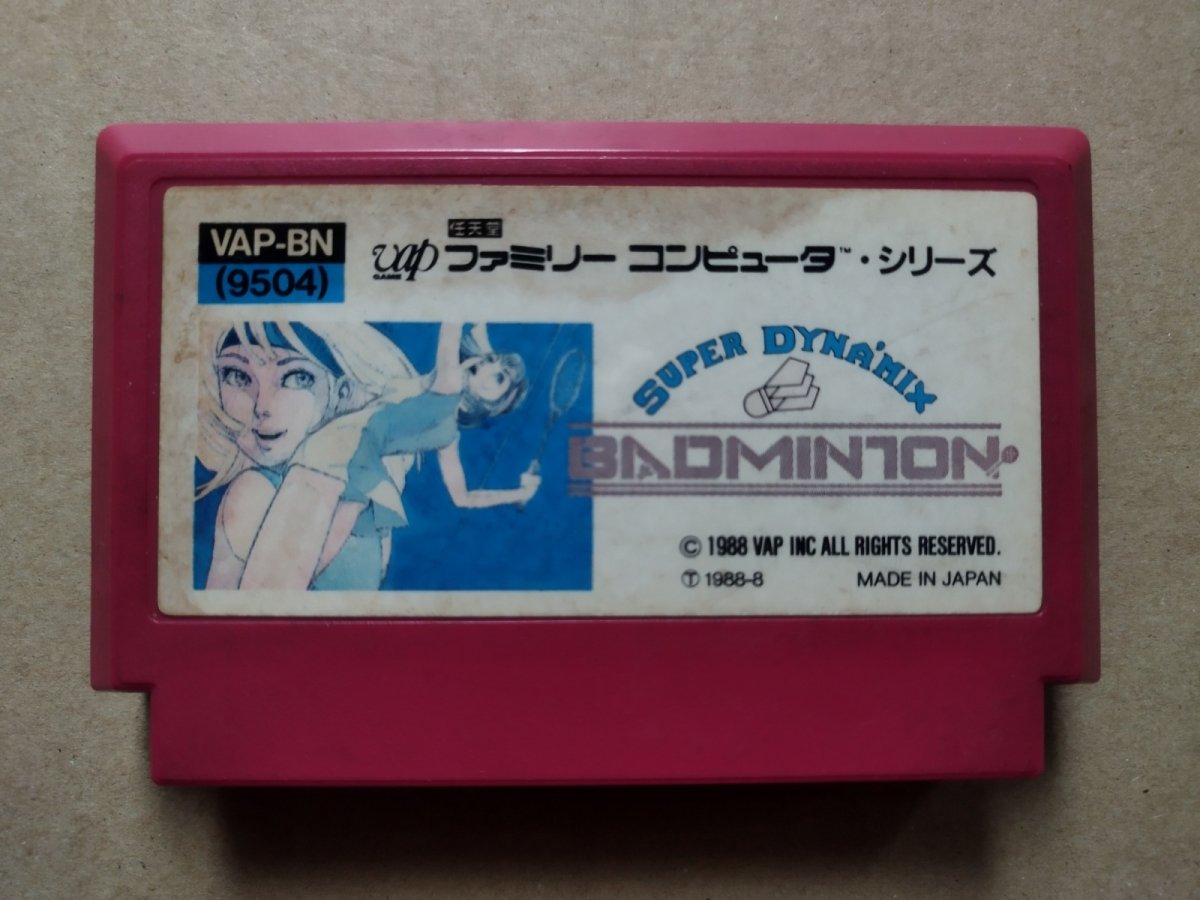 VAP-BN
(9504)
任天堂
vap ファミリー コンピュータ™・シリーズ
GAME
SUPER DYNA'MIX
BADMINTON
© 1988 VAP INC ALL RIGHTS RESERVED.
Ⓣ 1988-8 MADE IN JAPAN